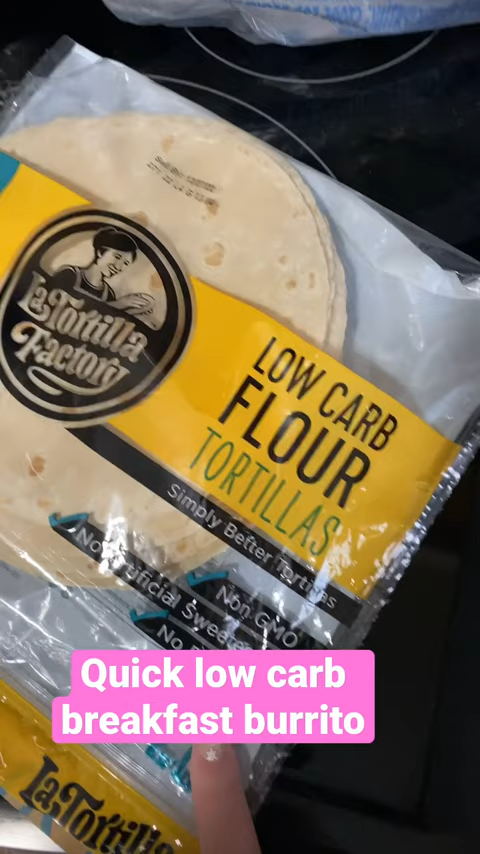 La Tortilla
Factory
LOW CARB
FLOUR
TORTILLAS
Simply Better Tortillas
Non GMO
No Artificial
No
Quick low carb
breakfast burrito
La Tortilla